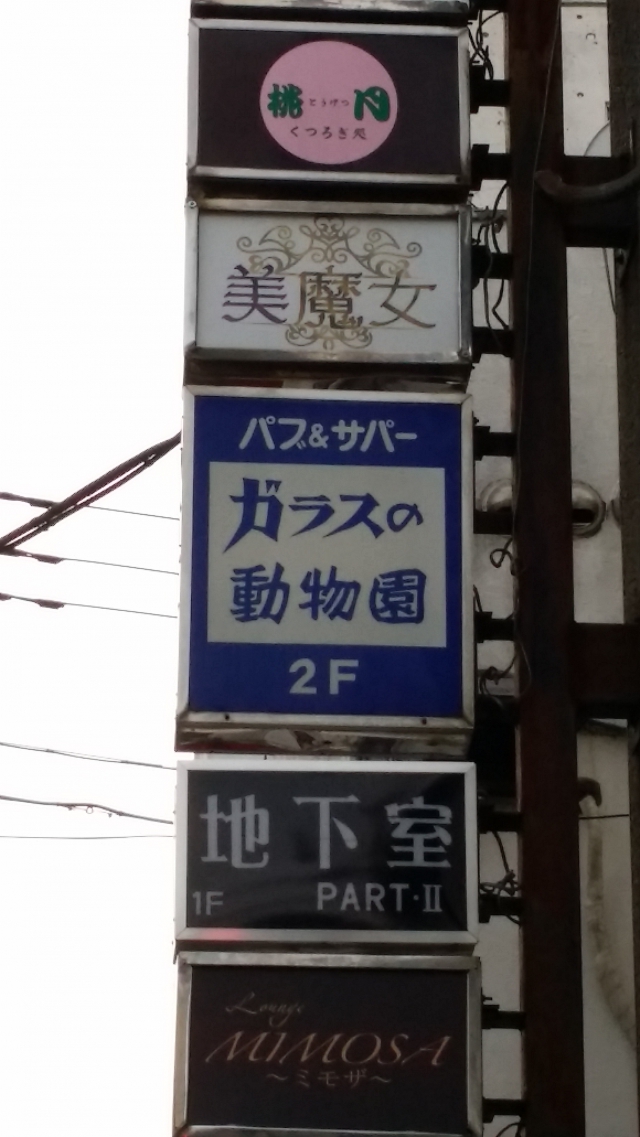 桃とうげつ月
くつろぎ処
美魔女
パブ&サパー
ガラスの
動物園
2F
地下室
1F PART・II
Lounge
MIMOSA
～ミモザ～